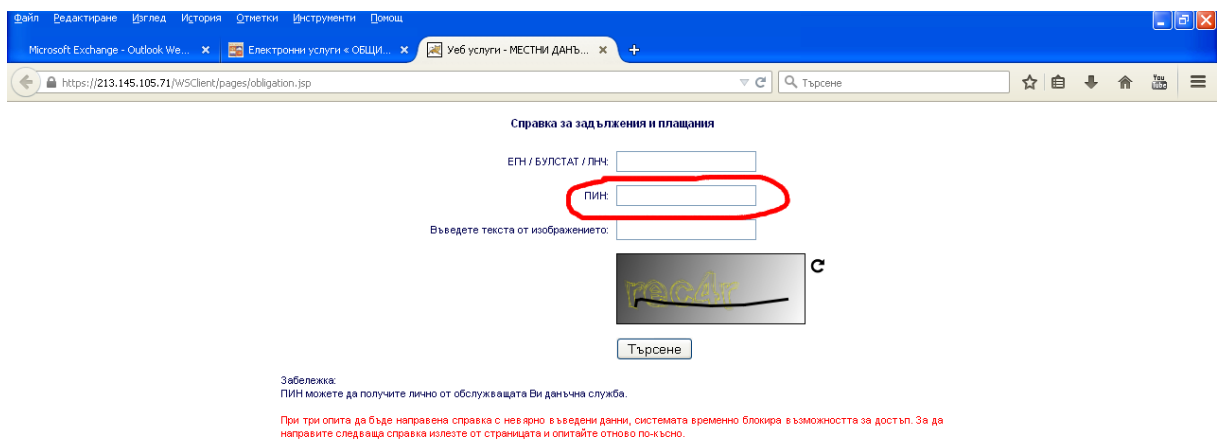 Файл Редактиране Изглед История Отметки Инструменти Помощ
Microsoft Exchange - Outlook We... Електронни услуги « ОБЩИ... Уеб услуги - МЕСТНИ ДАНЪ...
https://213.145.105.71/WSClient/pages/obligation.jsp Търсене
You Tube
Справка за задължения и плащания
ЕГН / БУЛСТАТ / ЛНЧ:
ПИН:
Въведете текста от изображението:
rec4r
Търсене
Забележка:
ПИН можете да получите лично от обслужващата Ви данъчна служба.
При три опита да бъде направена справка с невярно въведени данни, системата временно блокира възможността за достъп. За да
направите следваща справка излезте от страницата и опитайте отново по-късно.